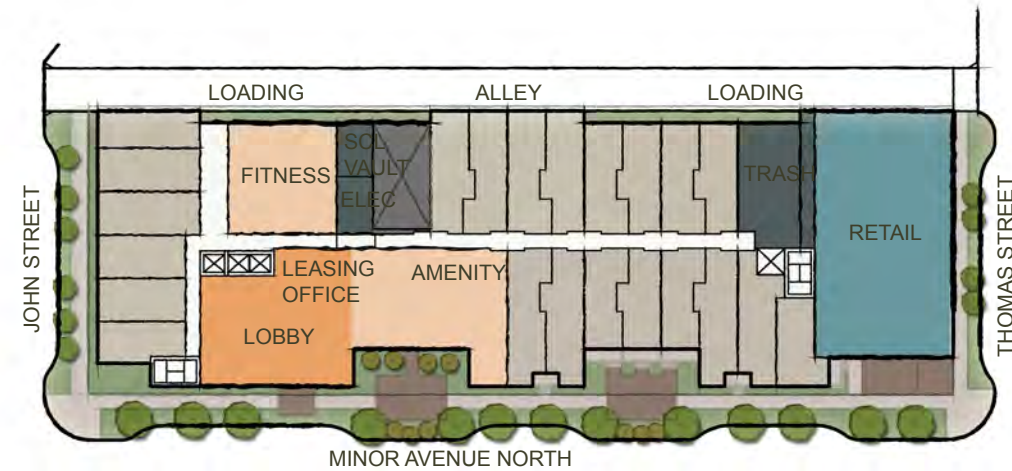 LOADING
ALLEY
LOADING
FITNESS
SCL
VAULT
ELEC
TRASH
RETAIL
JOHN STREET
THOMAS STREET
LEASING
OFFICE
AMENITY
LOBBY
MINOR AVENUE NORTH